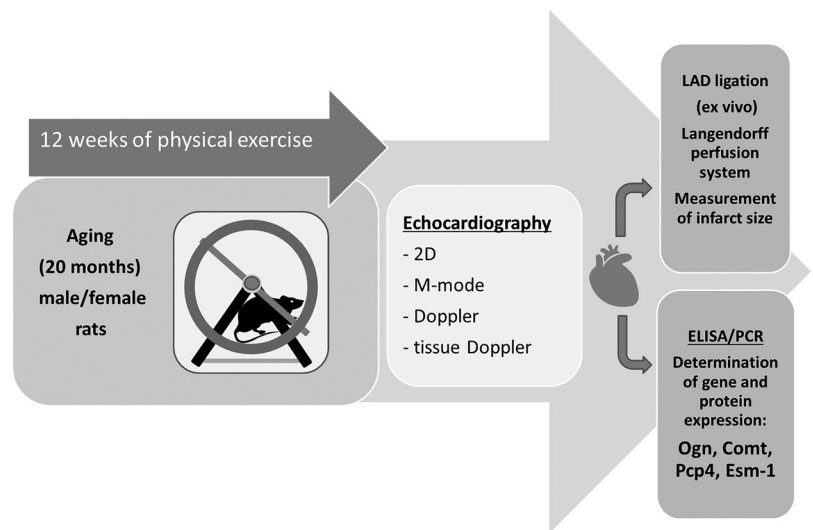 12 weeks of physical exercise
Aging
(20 months)
male/female
rats
Echocardiography
- 2D
- M-mode
- Doppler
- tissue Doppler
LAD ligation
(ex vivo)
Langendorff
perfusion
system
Measurement
of infarct size
ELISA/PCR
Determination
of gene and
protein
expression:
Ogn, Comt,
Pcp4, Esm-1